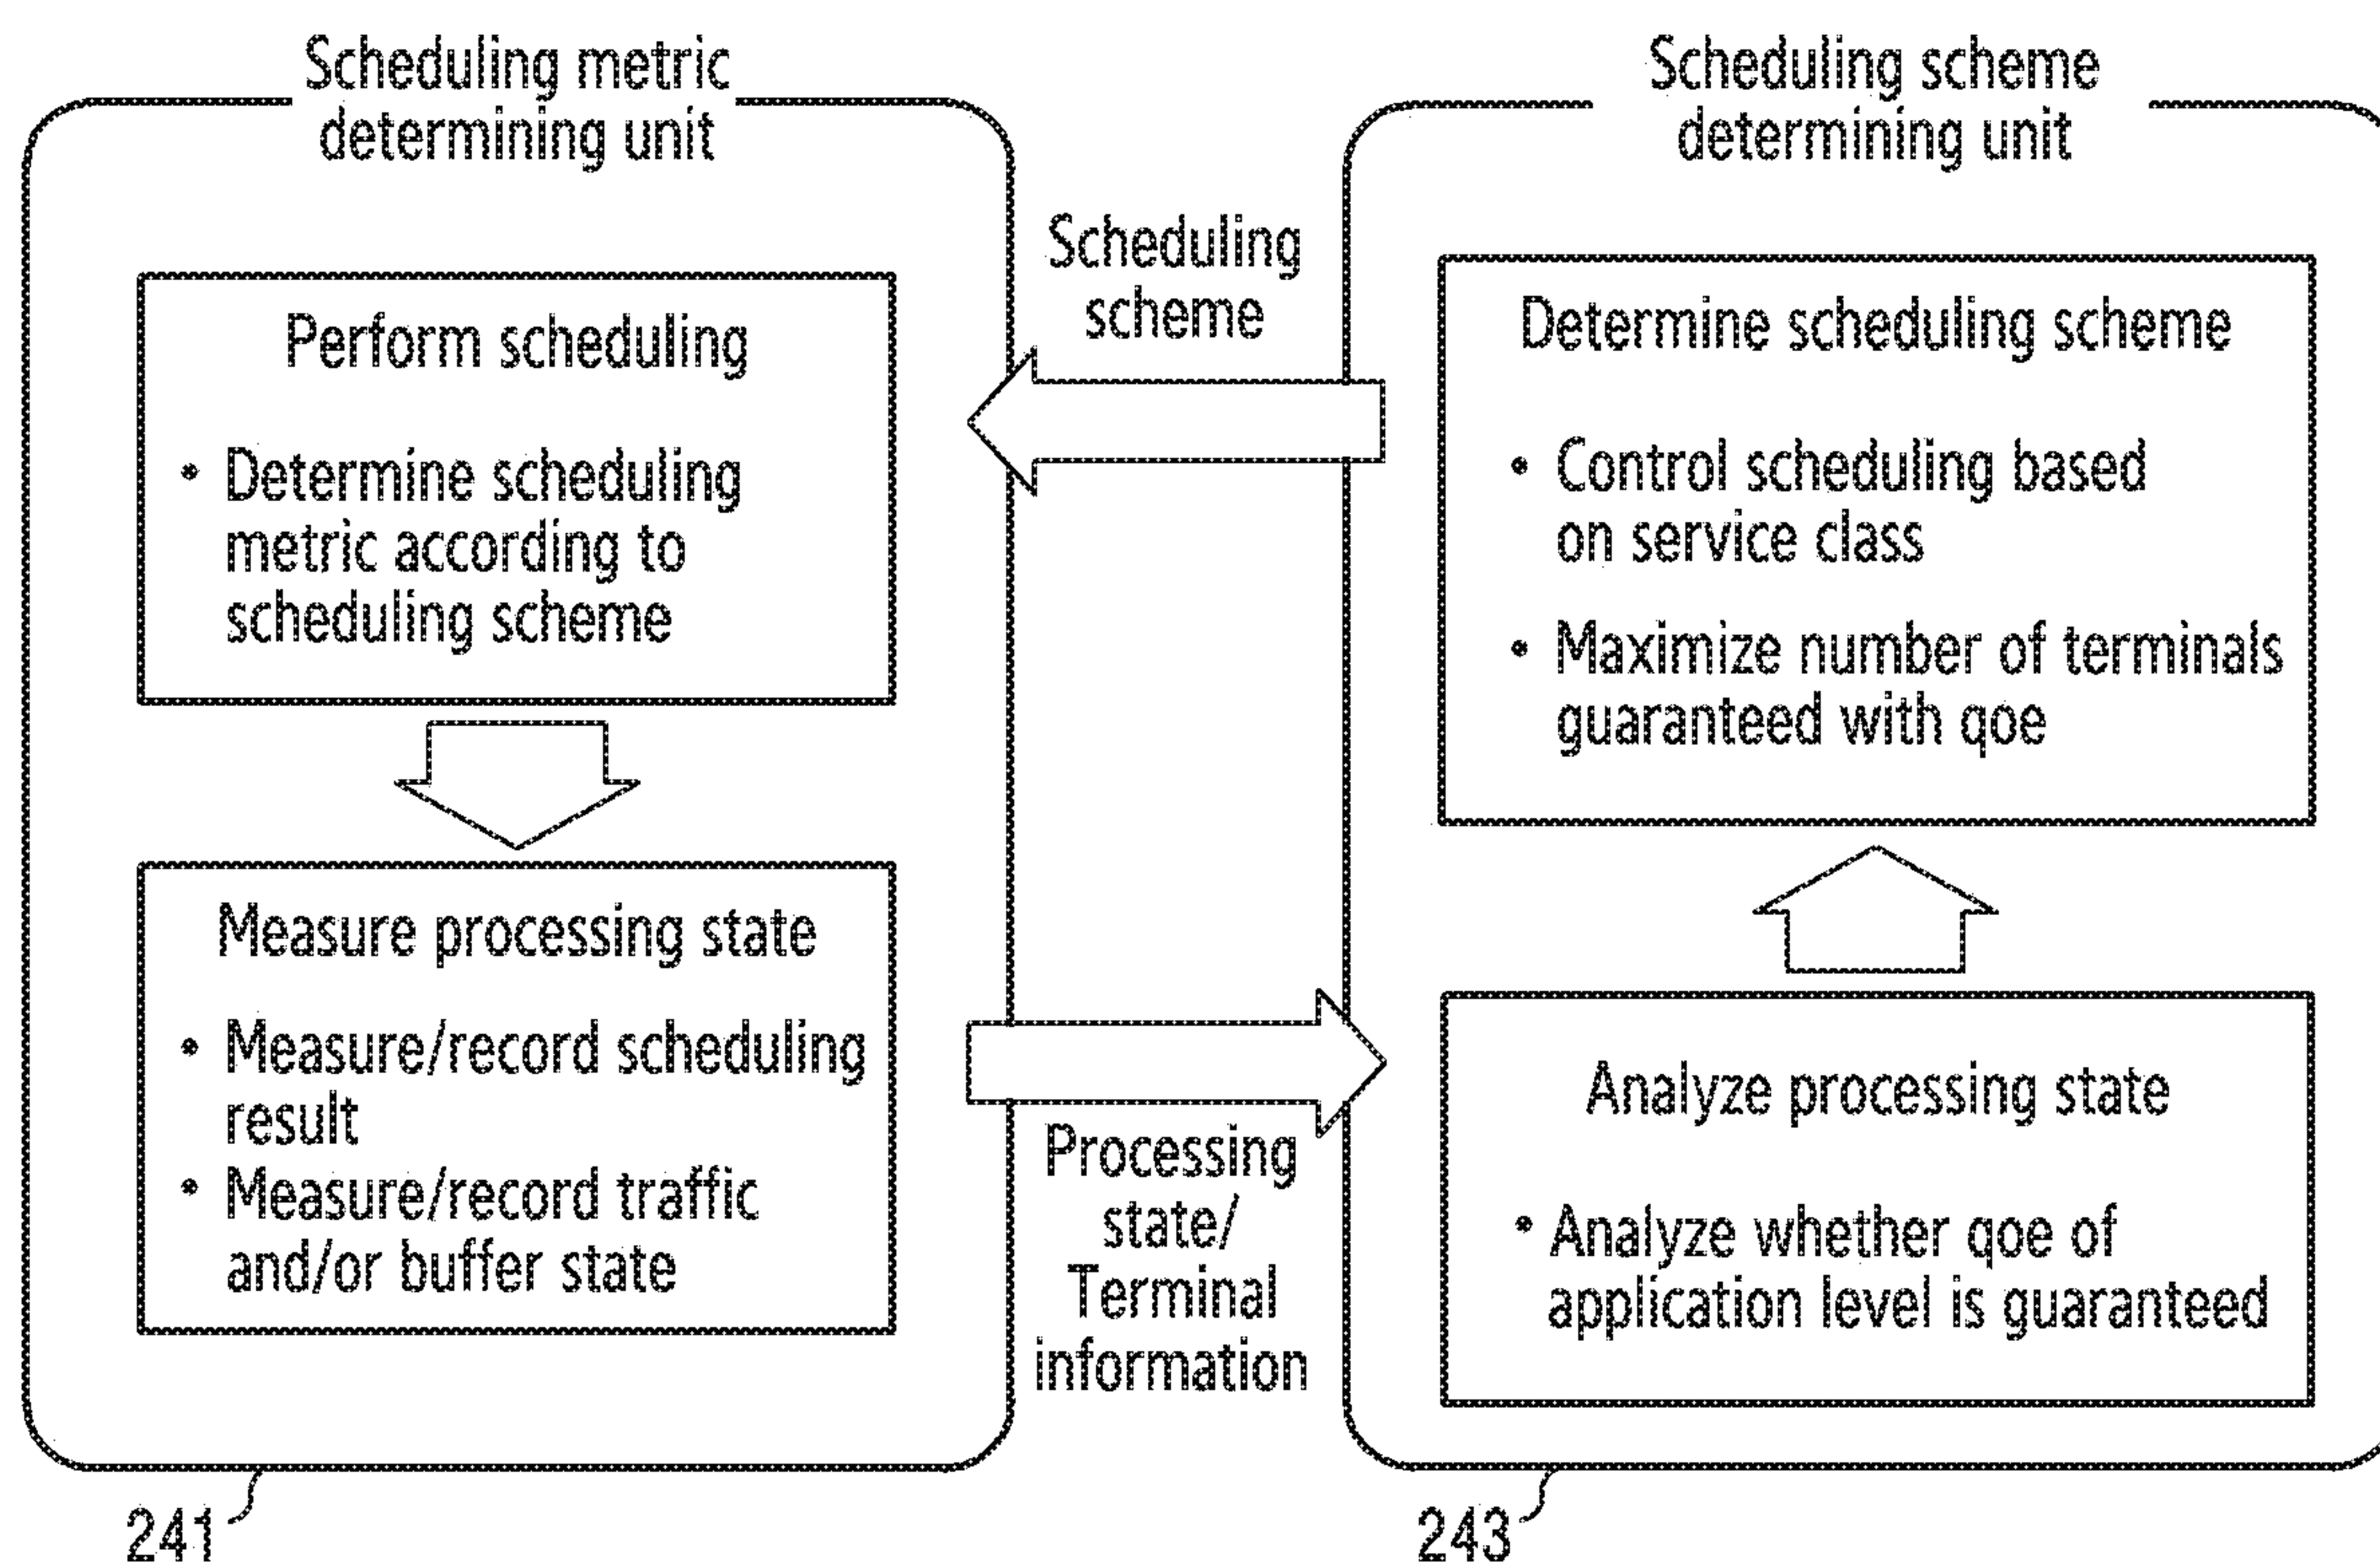 Scheduling metric
determining unit
Perform scheduling
• Determine scheduling
metric according to
scheduling scheme
Measure processing state
• Measure/record scheduling
result
• Measure/record traffic
and/or buffer state
241
Scheduling
scheme
Processing
state/
Terminal
information
Scheduling scheme
determining unit
Determine scheduling scheme
• Control scheduling based
on service class
• Maximize number of terminals
guaranteed with qoe
Analyze processing state
• Analyze whether qoe of
application level is guaranteed
243